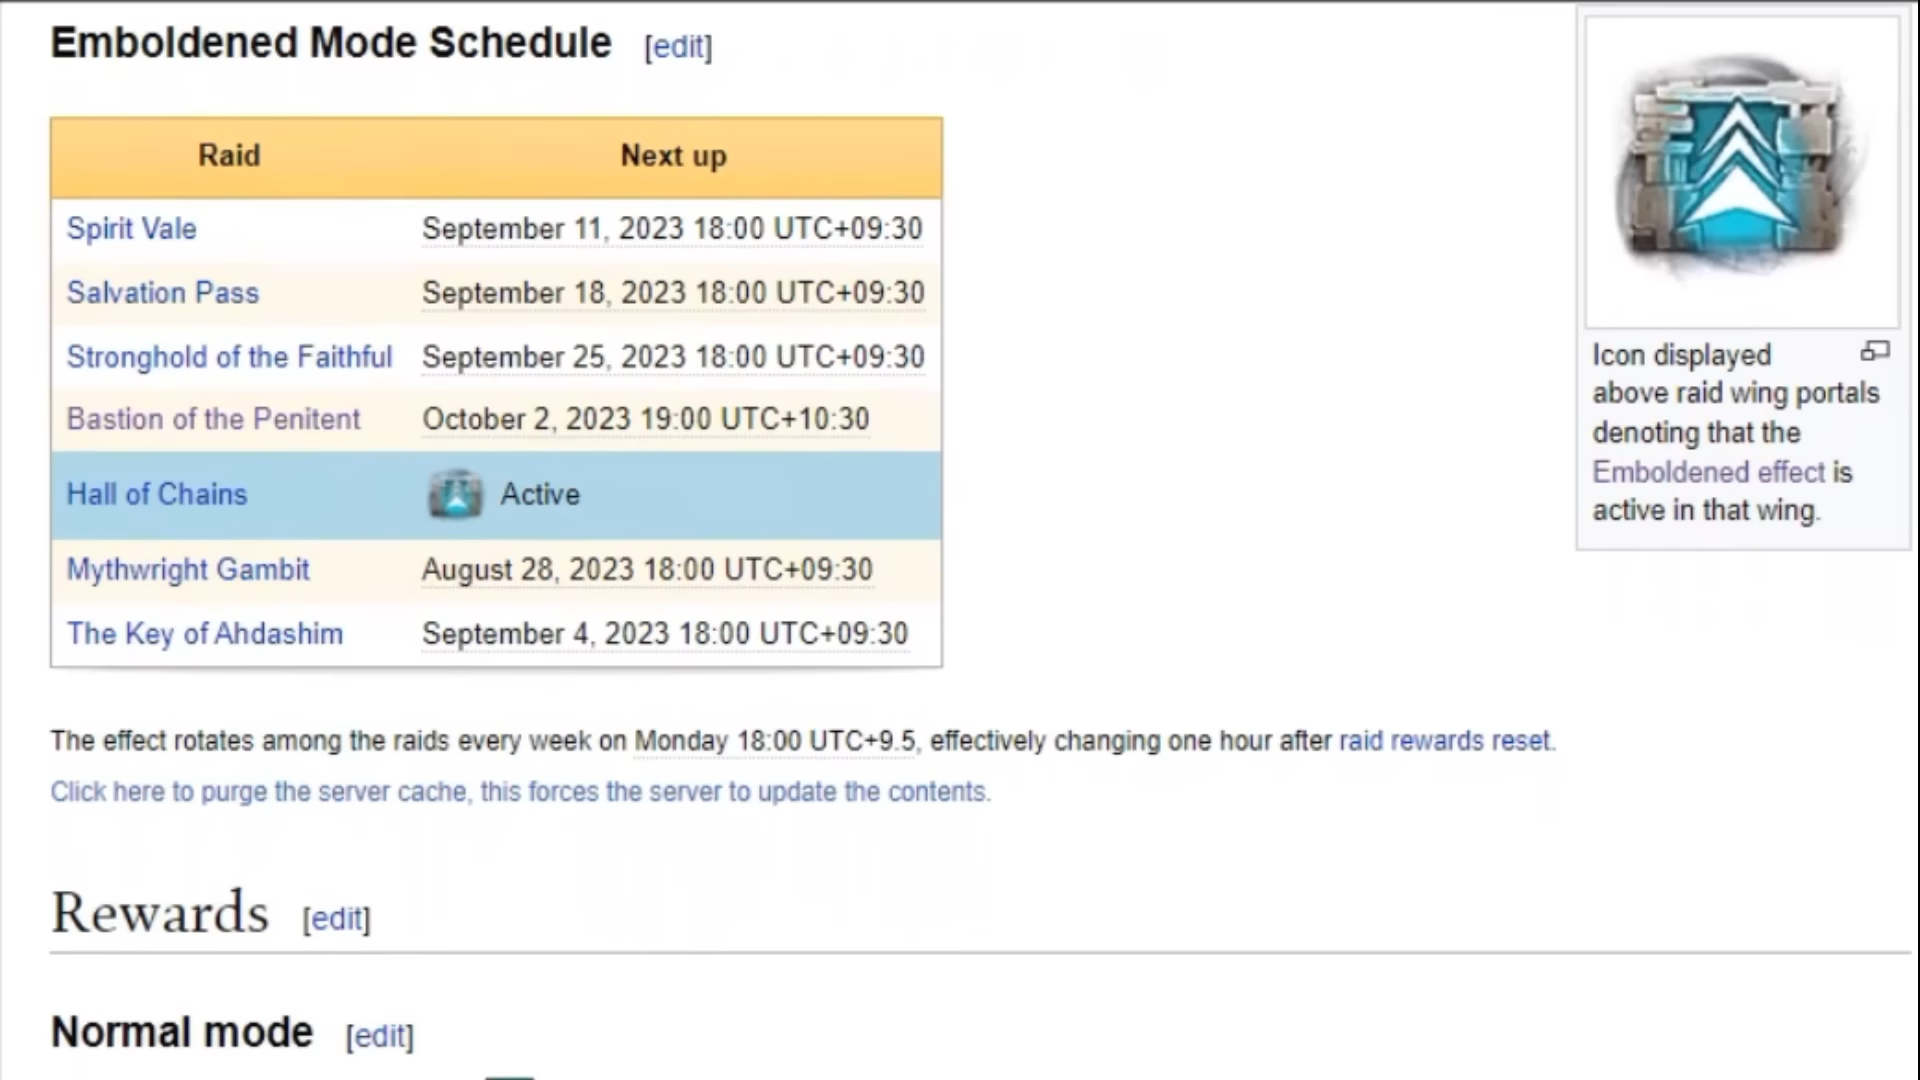 Emboldened Mode Schedule [edit]
Raid Next up
Spirit Vale September 11, 2023 18:00 UTC+09:30
Salvation Pass September 18, 2023 18:00 UTC+09:30
Stronghold of the Faithful September 25, 2023 18:00 UTC+09:30
Bastion of the Penitent October 2, 2023 19:00 UTC+10:30
Hall of Chains Active
Mythwright Gambit August 28, 2023 18:00 UTC+09:30
The Key of Ahdashim September 4, 2023 18:00 UTC+09:30
Icon displayed
above raid wing portals
denoting that the
Emboldened effect is
active in that wing.
The effect rotates among the raids every week on Monday 18:00 UTC+9.5, effectively changing one hour after raid rewards reset.
Click here to purge the server cache, this forces the server to update the contents.
Rewards [edit]
Normal mode [edit]